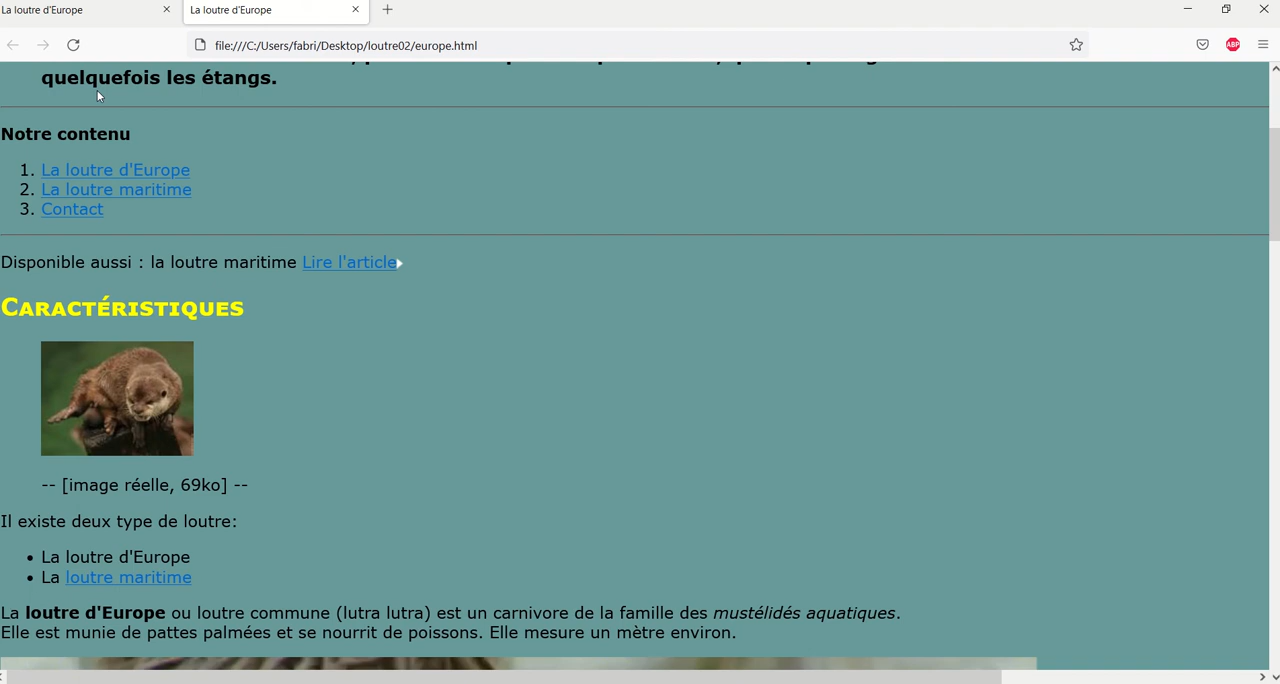 La loutre d'Europe
La loutre d'Europe
file:///C:/Users/fabri/Desktop/loutre02/europe.html
ABP
quelquefois les étangs.
Notre contenu
1. La loutre d'Europe
2. La loutre maritime
3. Contact
Disponible aussi : la loutre maritime Lire l'article
Caractéristiques
-- [image réelle, 69ko] --
Il existe deux type de loutre:
• La loutre d'Europe
• La loutre maritime
La loutre d'Europe ou loutre commune (lutra lutra) est un carnivore de la famille des mustélidés aquatiques.
Elle est munie de pattes palmées et se nourrit de poissons. Elle mesure un mètre environ.